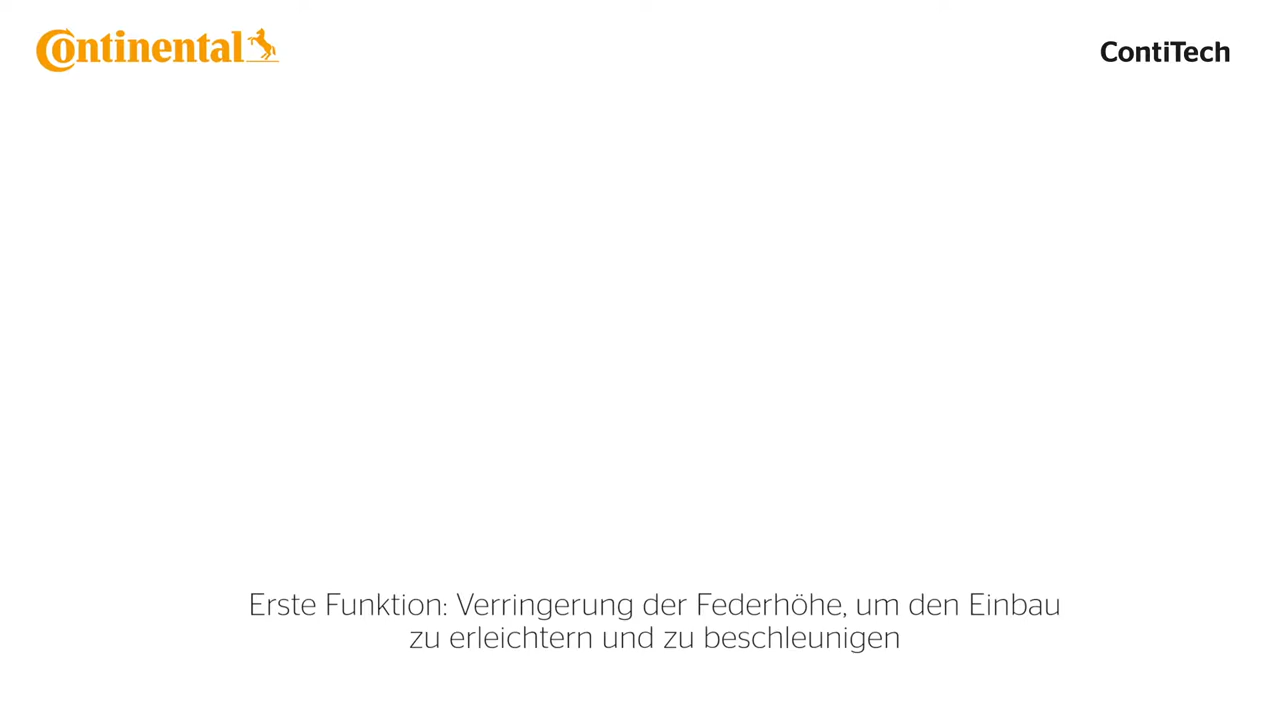 Continental
ContiTech
Erste Funktion: Verringerung der Federhöhe, um den Einbau
zu erleichtern und zu beschleunigen